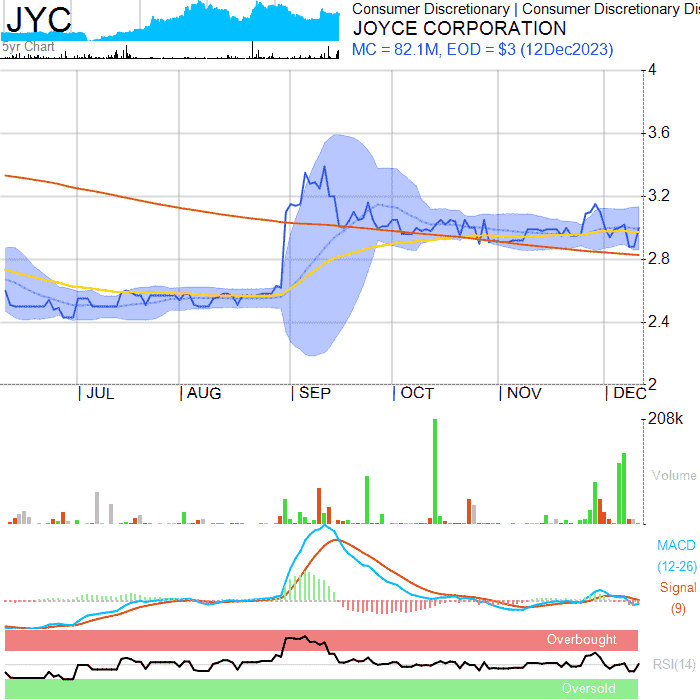 JYC
5yr Chart
Consumer Discretionary | Consumer Discretionary Dis
JOYCE CORPORATION
MC = 82.1M, EOD = $3 (12Dec2023)
4
3.6
3.2
2.8
2.4
2
| JUL | AUG | SEP | OCT | NOV | DEC
208k
Volume
MACD
(12-26)
Signal
(9)
Overbought
RSI(14)
Oversold